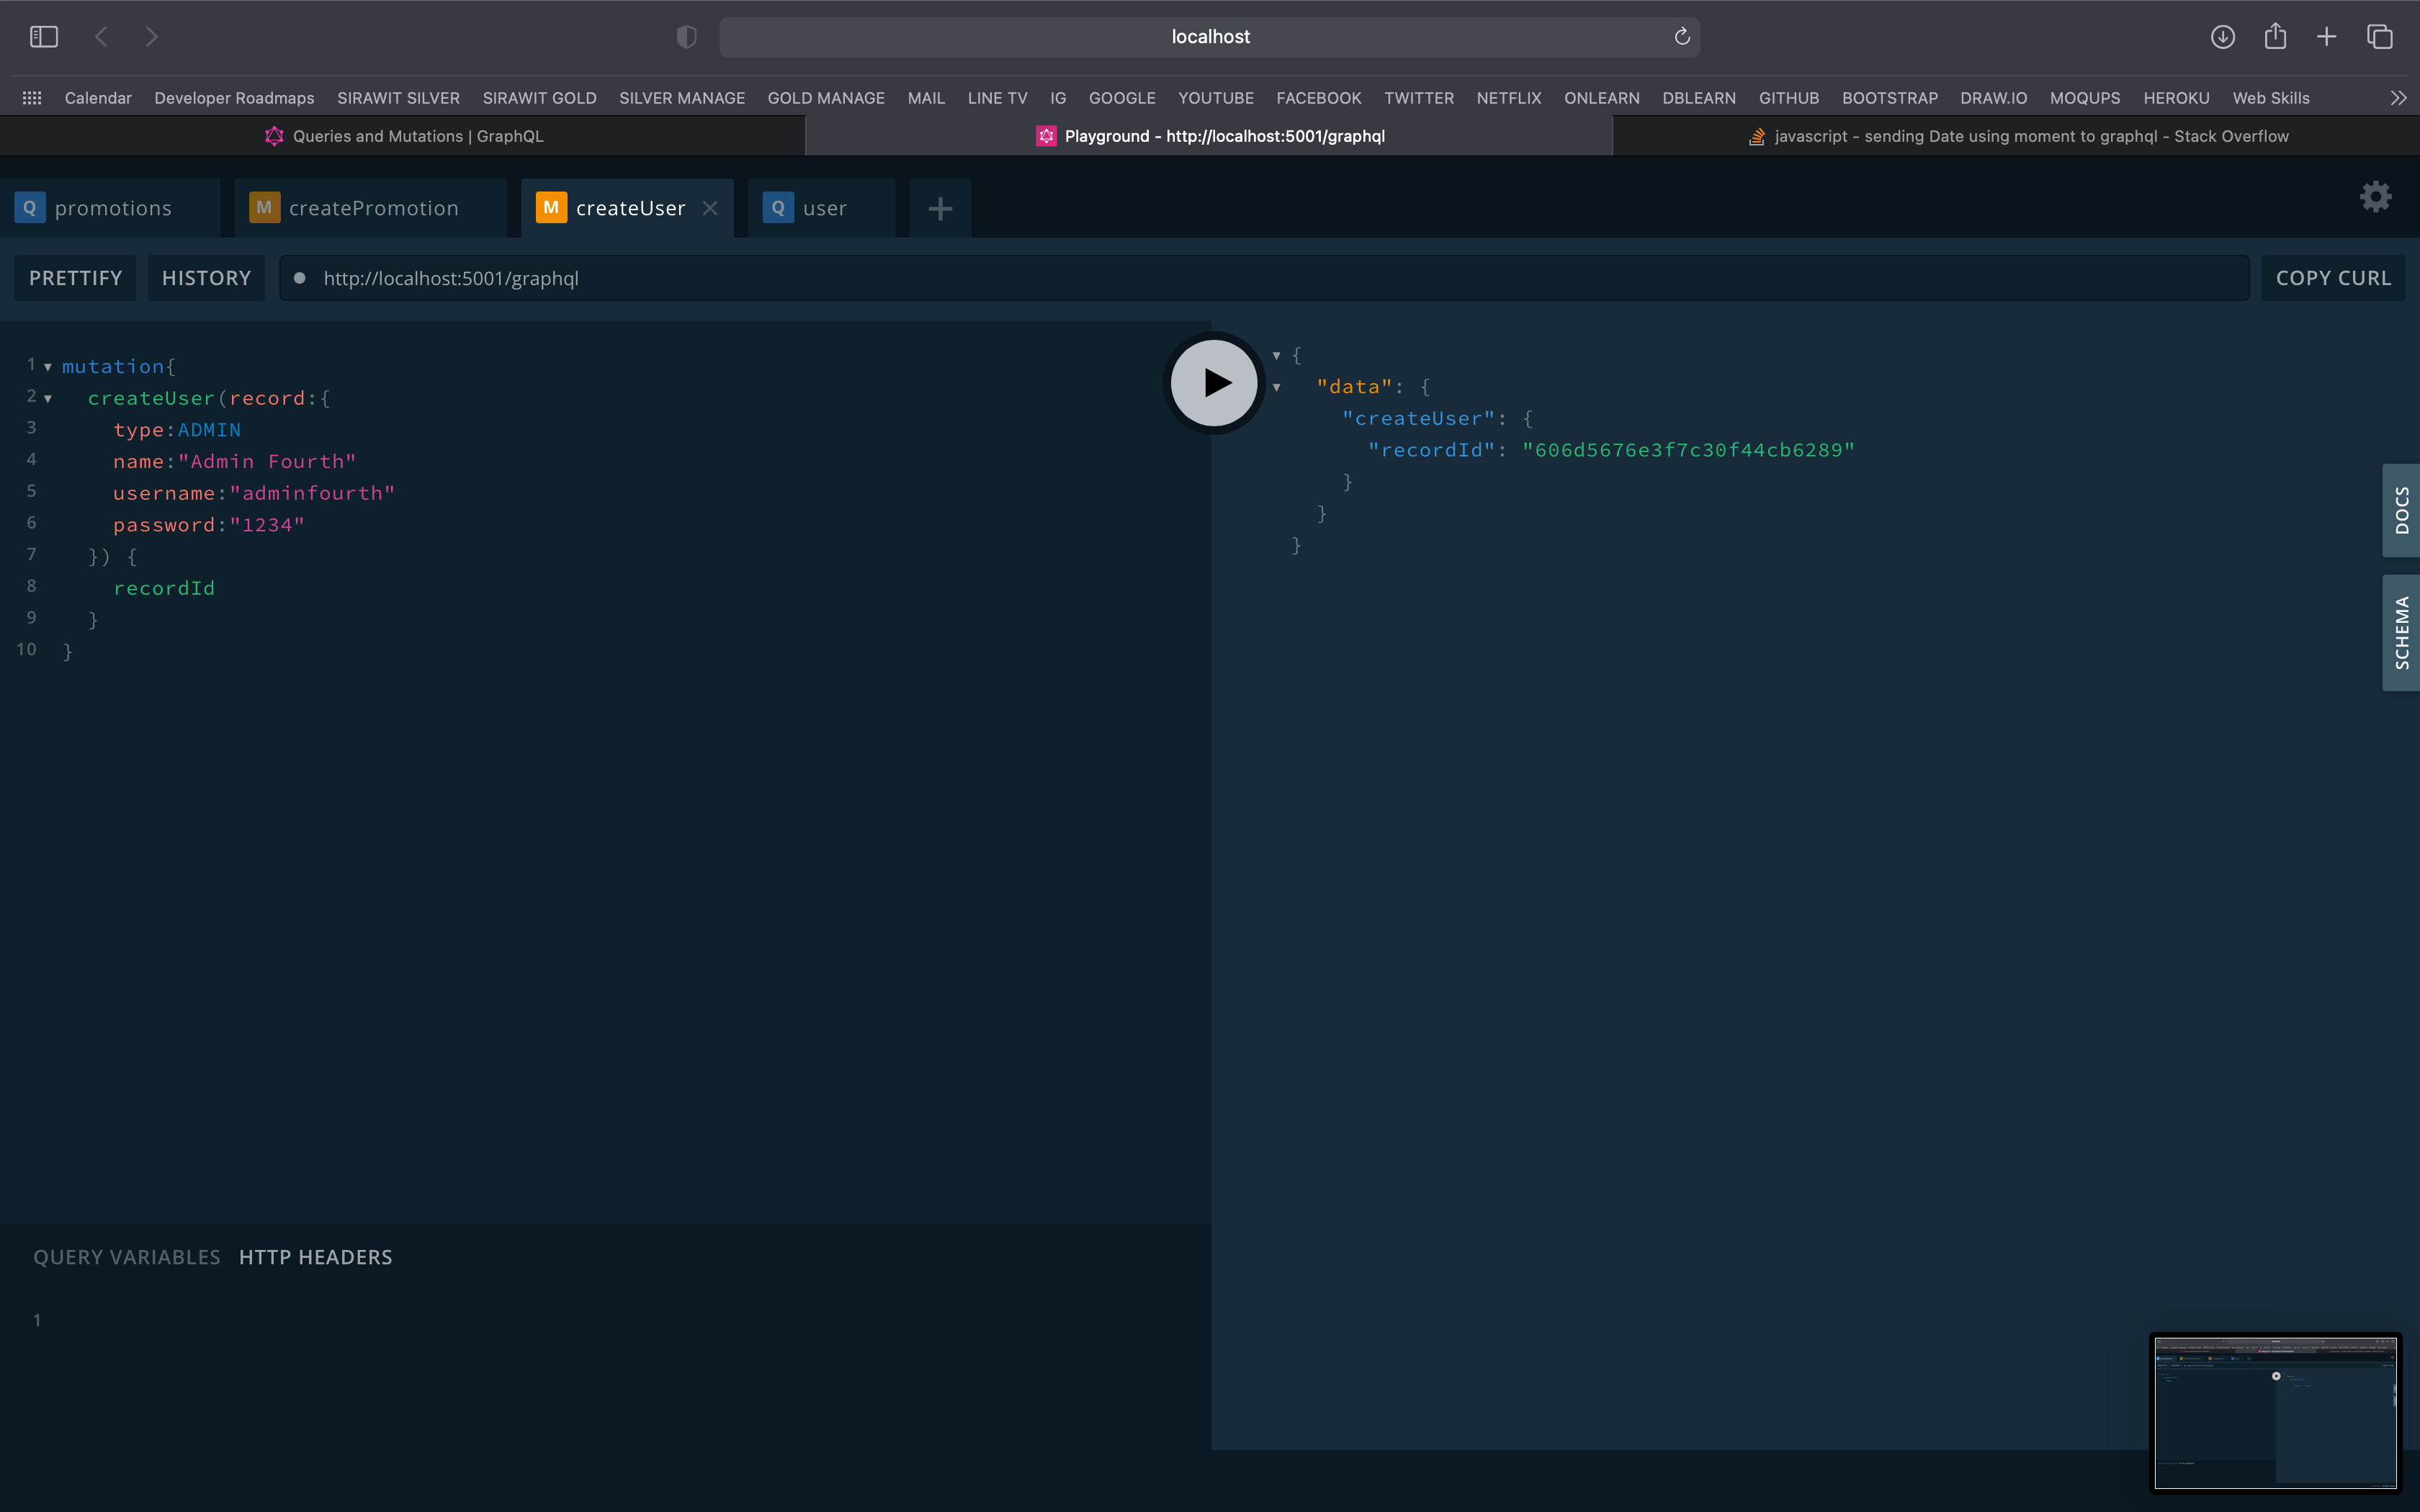 localhost
Calendar Developer Roadmaps SIRAWIT SILVER SIRAWIT GOLD SILVER MANAGE GOLD MANAGE MAIL LINE TV IG GOOGLE YOUTUBE FACEBOOK TWITTER NETFLIX ONLEARN DBLEARN GITHUB BOOTSTRAP DRAW.IO MOQUPS HEROKU Web Skills
Queries and Mutations | GraphQL
Playground - http://localhost:5001/graphql
javascript - sending Date using moment to graphql - Stack Overflow
Q promotions
M createPromotion
M createUser
Q user
PRETTIFY HISTORY http://localhost:5001/graphql COPY CURL
1 mutation{
2 createUser(record:{
3 type:ADMIN
4 name:"Admin Fourth"
5 username:"adminfourth"
6 password:"1234"
7 }) {
8 recordId
9 }
10 }
{
"data": {
"createUser": {
"recordId": "606d5676e3f7c30f44cb6289"
}
}
}
DOCS
SCHEMA
QUERY VARIABLES HTTP HEADERS
1